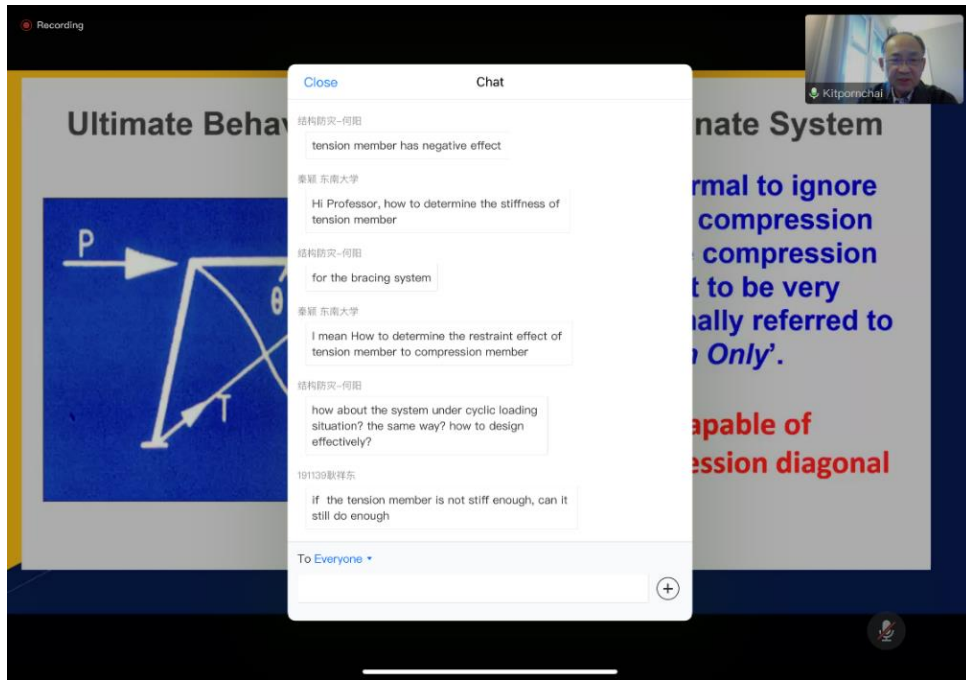 Recording
Kitpornchai
Ultimate Beha
nate System
P
θ
T
rmal to ignore
compression
compression
t to be very
ally referred to
Only'.
apable of
ession diagonal
Close
Chat
结构防灾-何阳
tension member has negative effect
秦颖 东南大学
Hi Professor, how to determine the stiffness of
tension member
结构防灾-何阳
for the bracing system
秦颖 东南大学
I mean How to determine the restraint effect of
tension member to compression member
结构防灾-何阳
how about the system under cyclic loading
situation? the same way? how to design
effectively?
191139耿祥东
if the tension member is not stiff enough, can it
still do enough
To Everyone